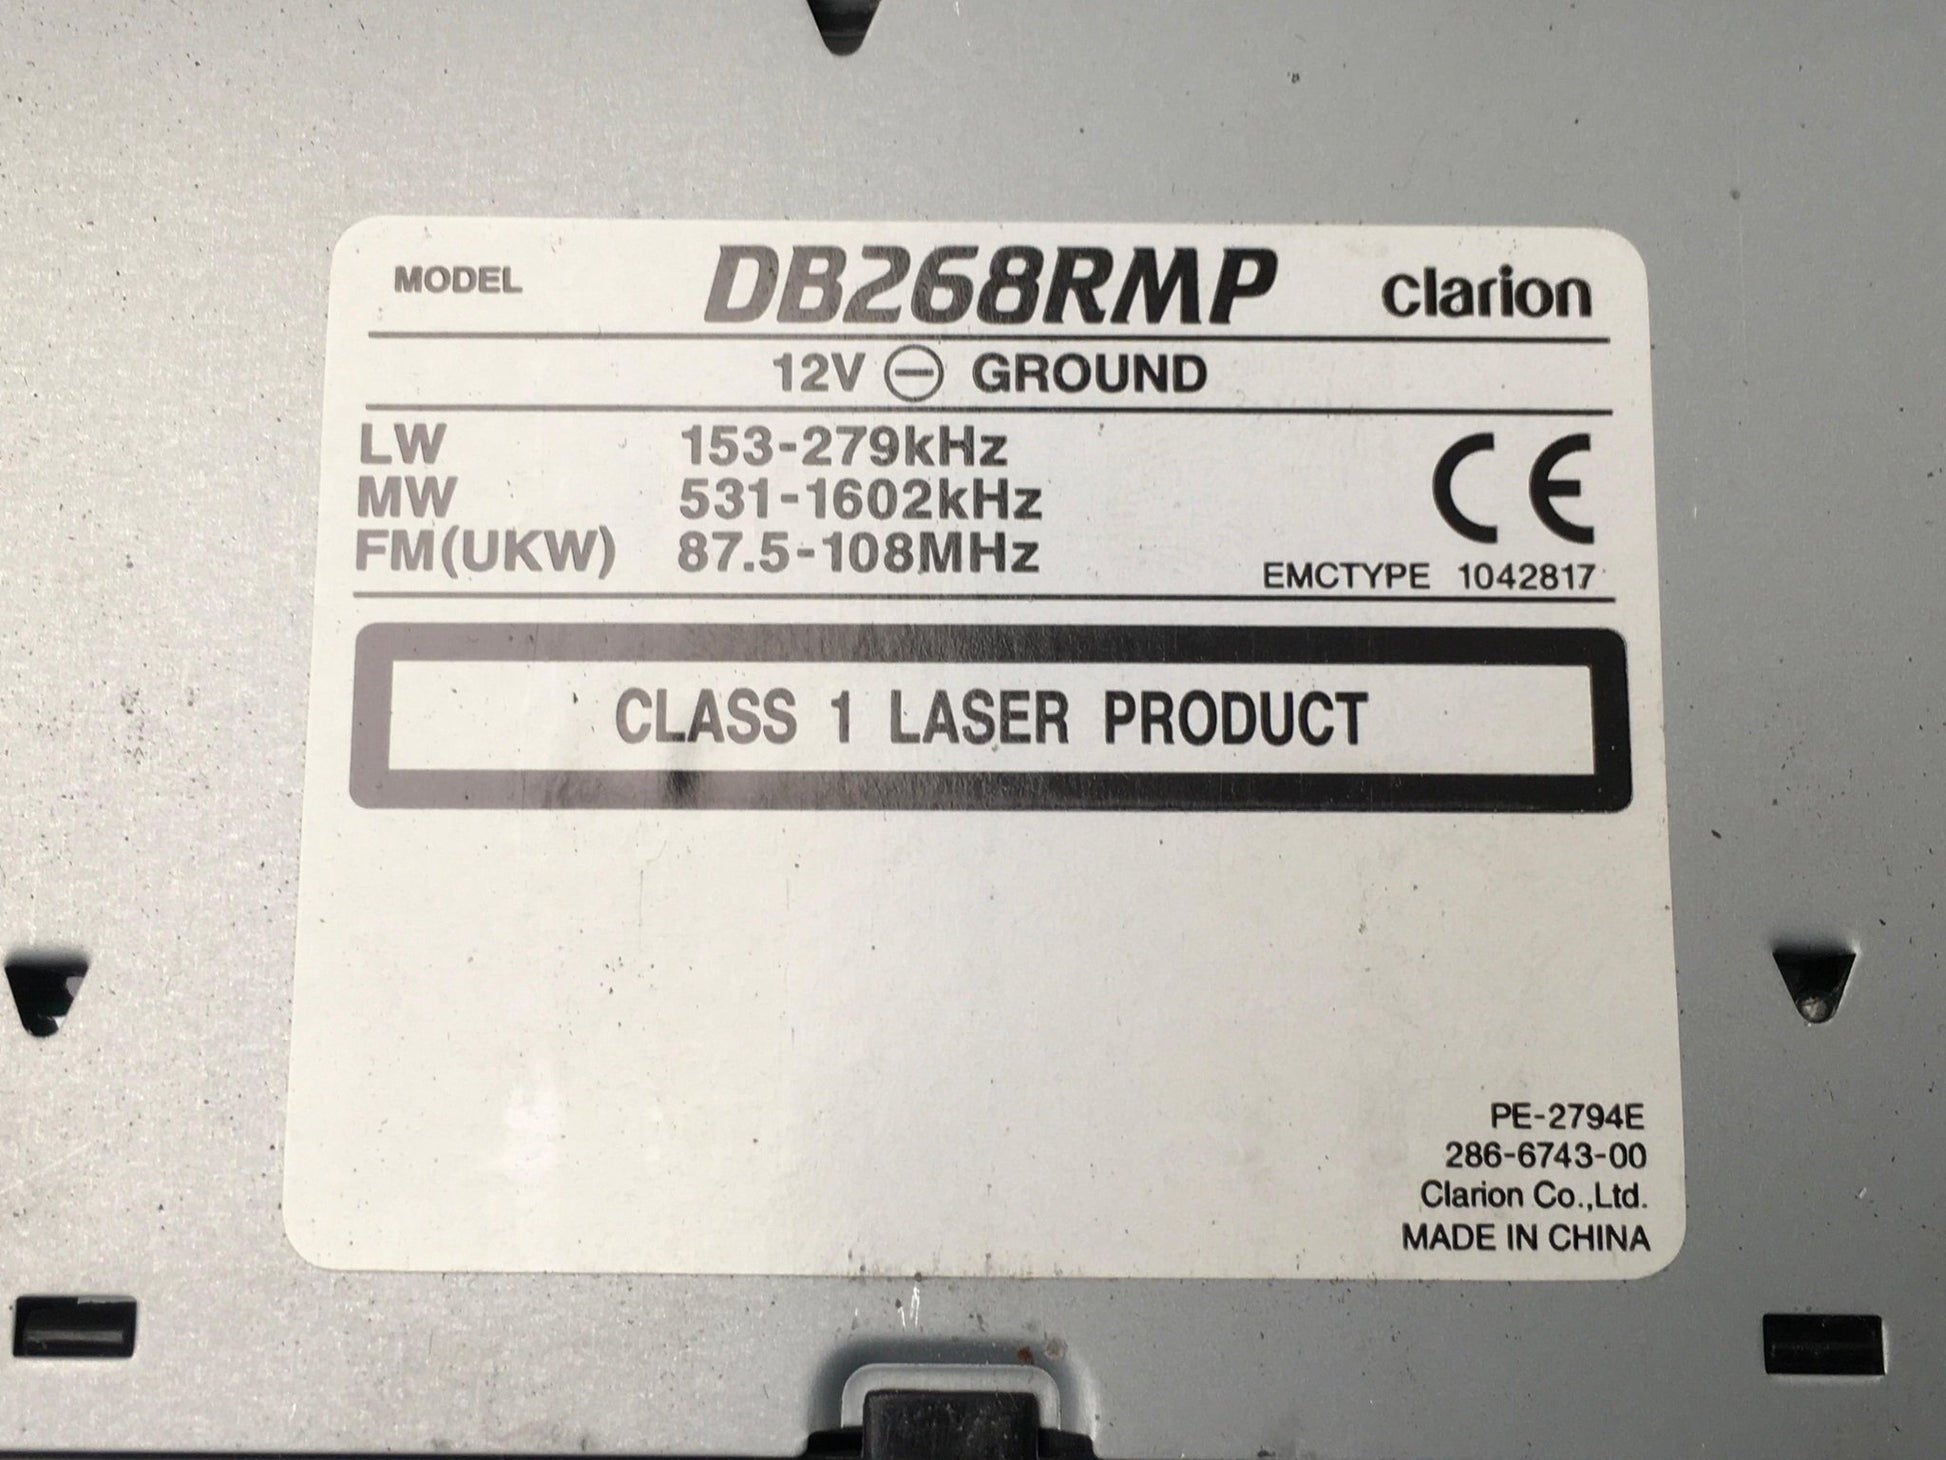 MODEL DB268RMP clarion
12V ⊖ GROUND
LW 153-279kHz
MW 531-1602kHz
FM(UKW) 87.5-108MHz
CE
EMCTYPE 1042817
CLASS 1 LASER PRODUCT
PE-2794E
286-6743-00
Clarion Co.,Ltd.
MADE IN CHINA